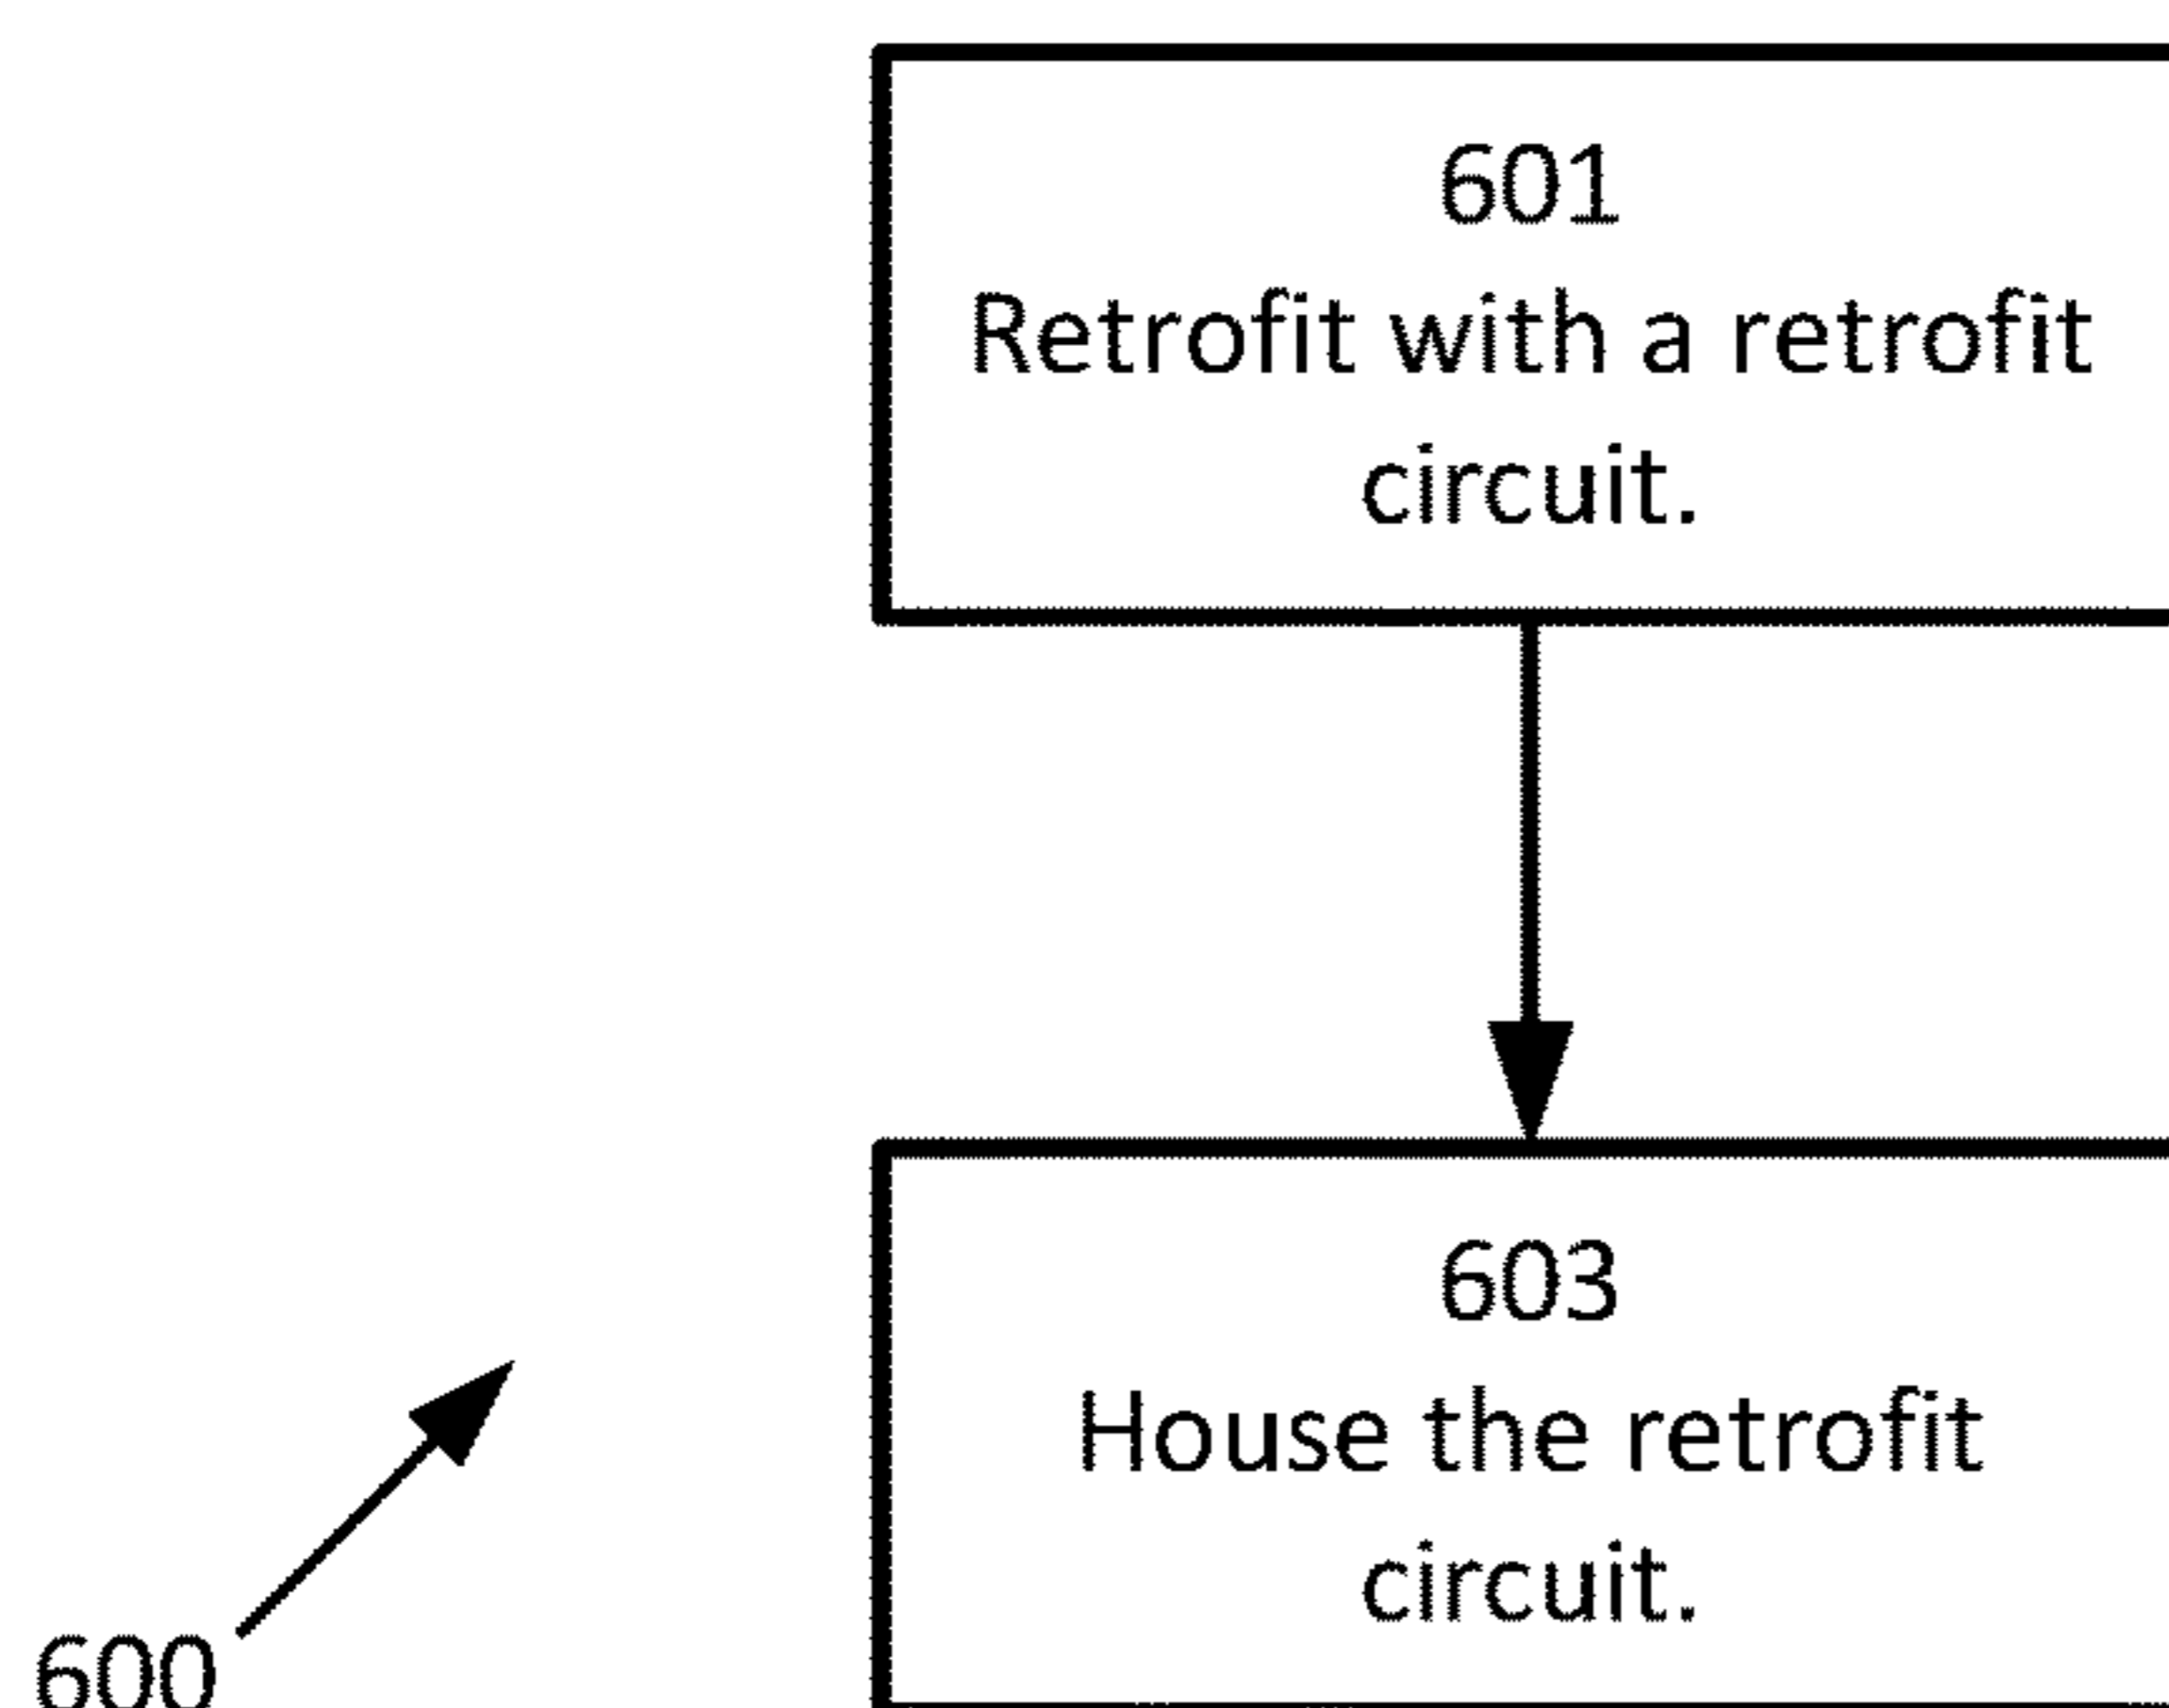 601
Retrofit with a retrofit
circuit.
603
House the retrofit
circuit.
600